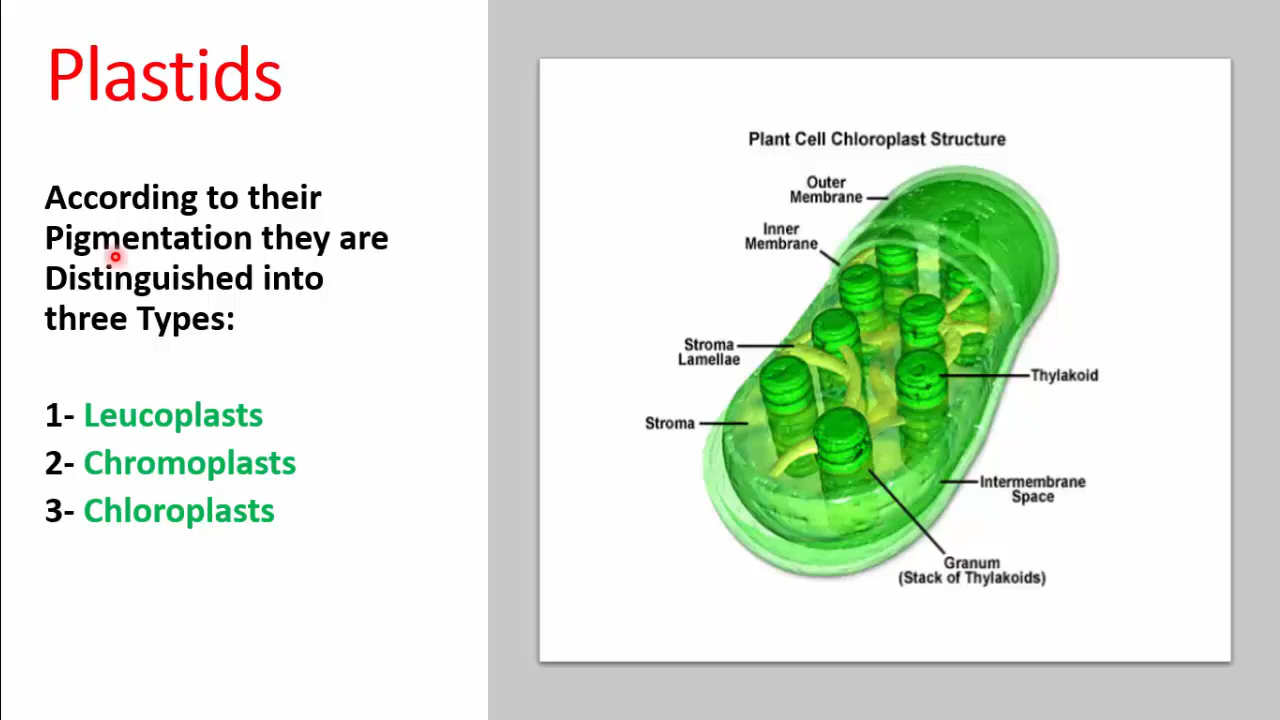 Plastids
According to their
Pigmentation they are
Distinguished into
three Types:
1- Leucoplasts
2- Chromoplasts
3- Chloroplasts
Plant Cell Chloroplast Structure
Outer
Membrane
Inner
Membrane
Stroma
Lamellae
Thylakoid
Stroma
Intermembrane
Space
Granum
(Stack of Thylakoids)